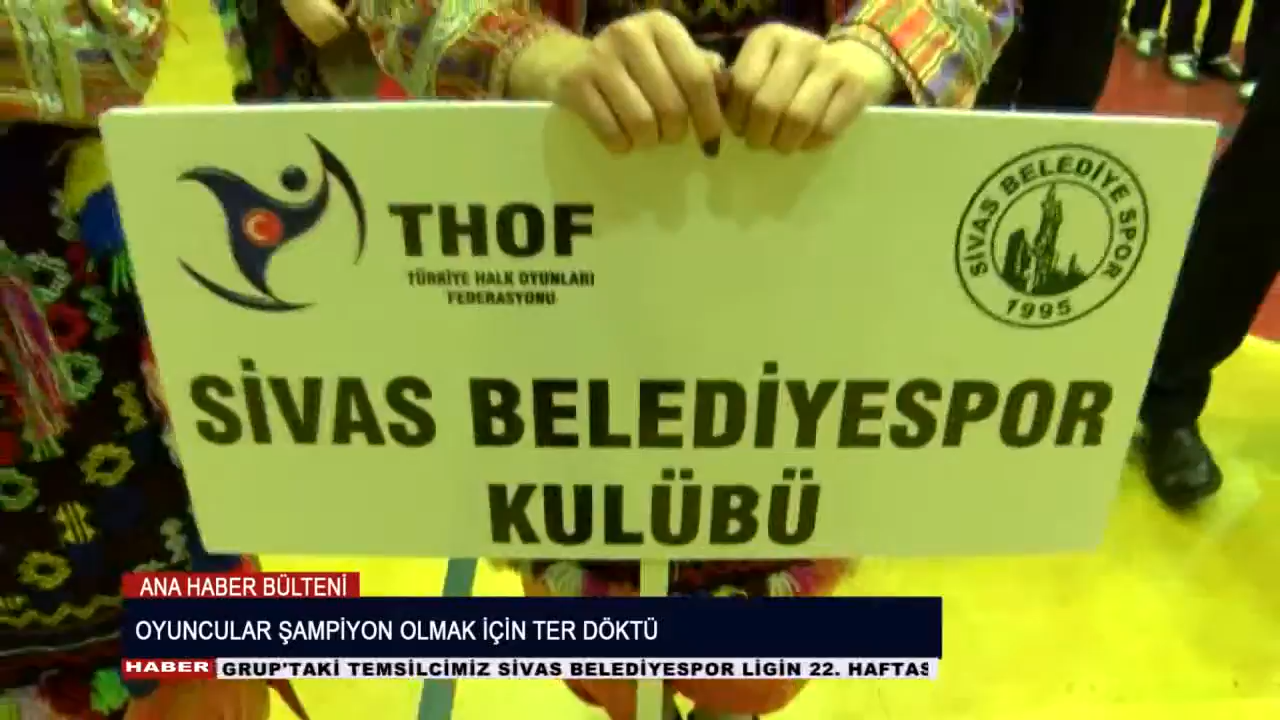 THOF
TÜRKİYE HALK OYUNLARI
FEDERASYONU
SİVAS BELEDİYE SPOR
1995
SİVAS BELEDİYESPOR
KULÜBÜ
ANA HABER BÜLTENİ
OYUNCULAR ŞAMPİYON OLMAK İÇİN TER DÖKTÜ
HABER GRUP'TAKİ TEMSİLCİMİZ SİVAS BELEDİYESPOR LİGİN 22. HAFTAS